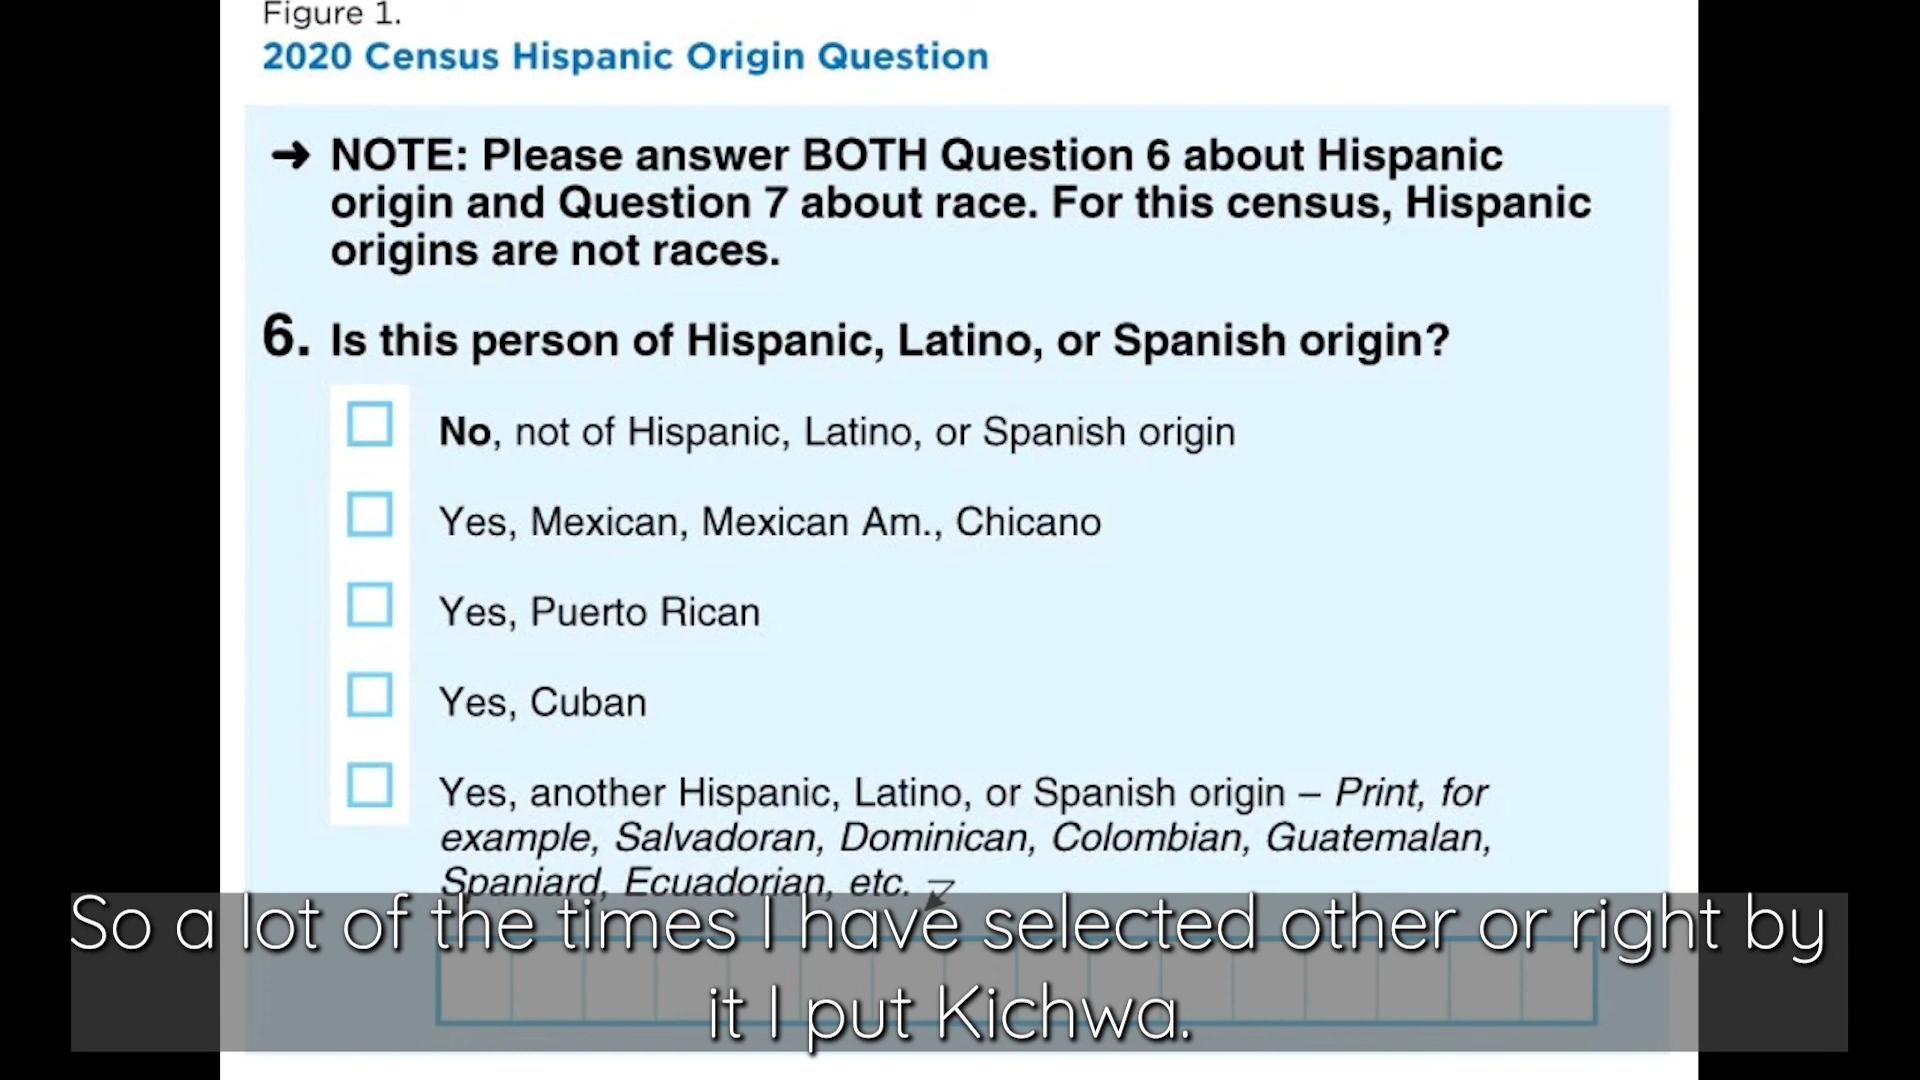 Figure 1.
2020 Census Hispanic Origin Question
➔ NOTE: Please answer BOTH Question 6 about Hispanic
origin and Question 7 about race. For this census, Hispanic
origins are not races.
6. Is this person of Hispanic, Latino, or Spanish origin?
No, not of Hispanic, Latino, or Spanish origin
Yes, Mexican, Mexican Am., Chicano
Yes, Puerto Rican
Yes, Cuban
Yes, another Hispanic, Latino, or Spanish origin – Print, for
example, Salvadoran, Dominican, Colombian, Guatemalan,
Spaniard, Ecuadorian, etc.
So a lot of the times I have selected other or right by
it I put Kichwa.